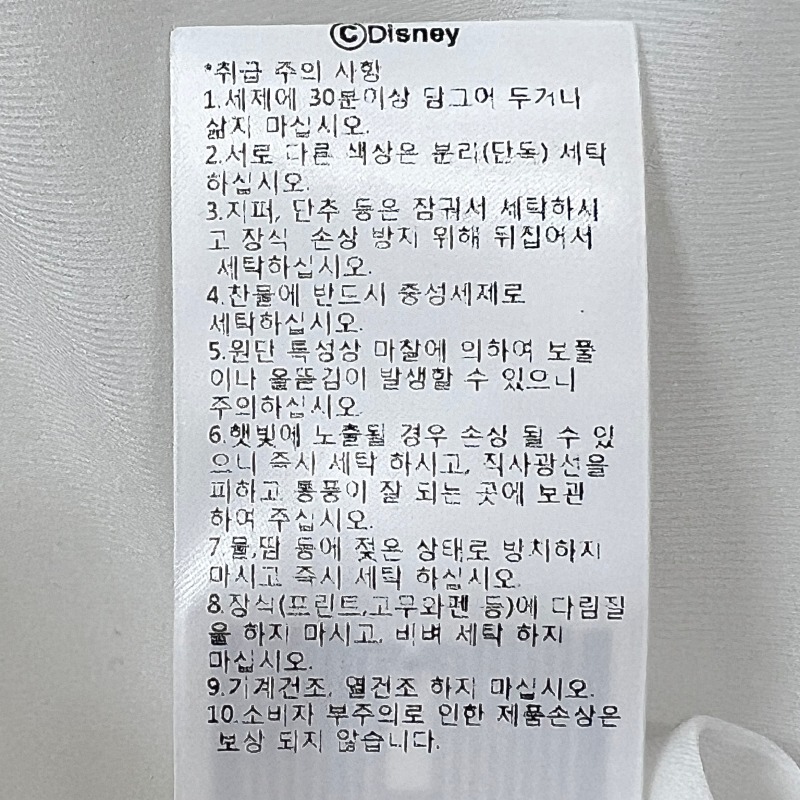 ©Disney
*취급 주의 사항
1.세제에 30분이상 담그어 두거나
삶지 마십시오.
2.서로 다른 색상은 분리(단독) 세탁
하십시오.
3.지퍼, 단추 등은 잠궈서 세탁하시
고 장식 손상 방지 위해 뒤집어서
세탁하십시오.
4.찬물에 반드시 중성세제로
세탁하십시오.
5.원단 특성상 마찰에 의하여 보풀
이나 올뜯김이 발생할 수 있으니
주의하십시오.
6.햇빛에 노출될 경우 손상 될 수 있
으니 즉시 세탁 하시고, 직사광선을
피하고 통풍이 잘 되는 곳에 보관
하여 주십시오.
7.물,땀 등에 젖은 상태로 방치하지
마시고 즉시 세탁 하십시오.
8.장식(프린트,고무와펜 등)에 다림질
을 하지 마시고, 비벼 세탁 하지
마십시오.
9.기계건조, 열건조 하지 마십시오.
10.소비자 부주의로 인한 제품손상은
보상 되지 않습니다.